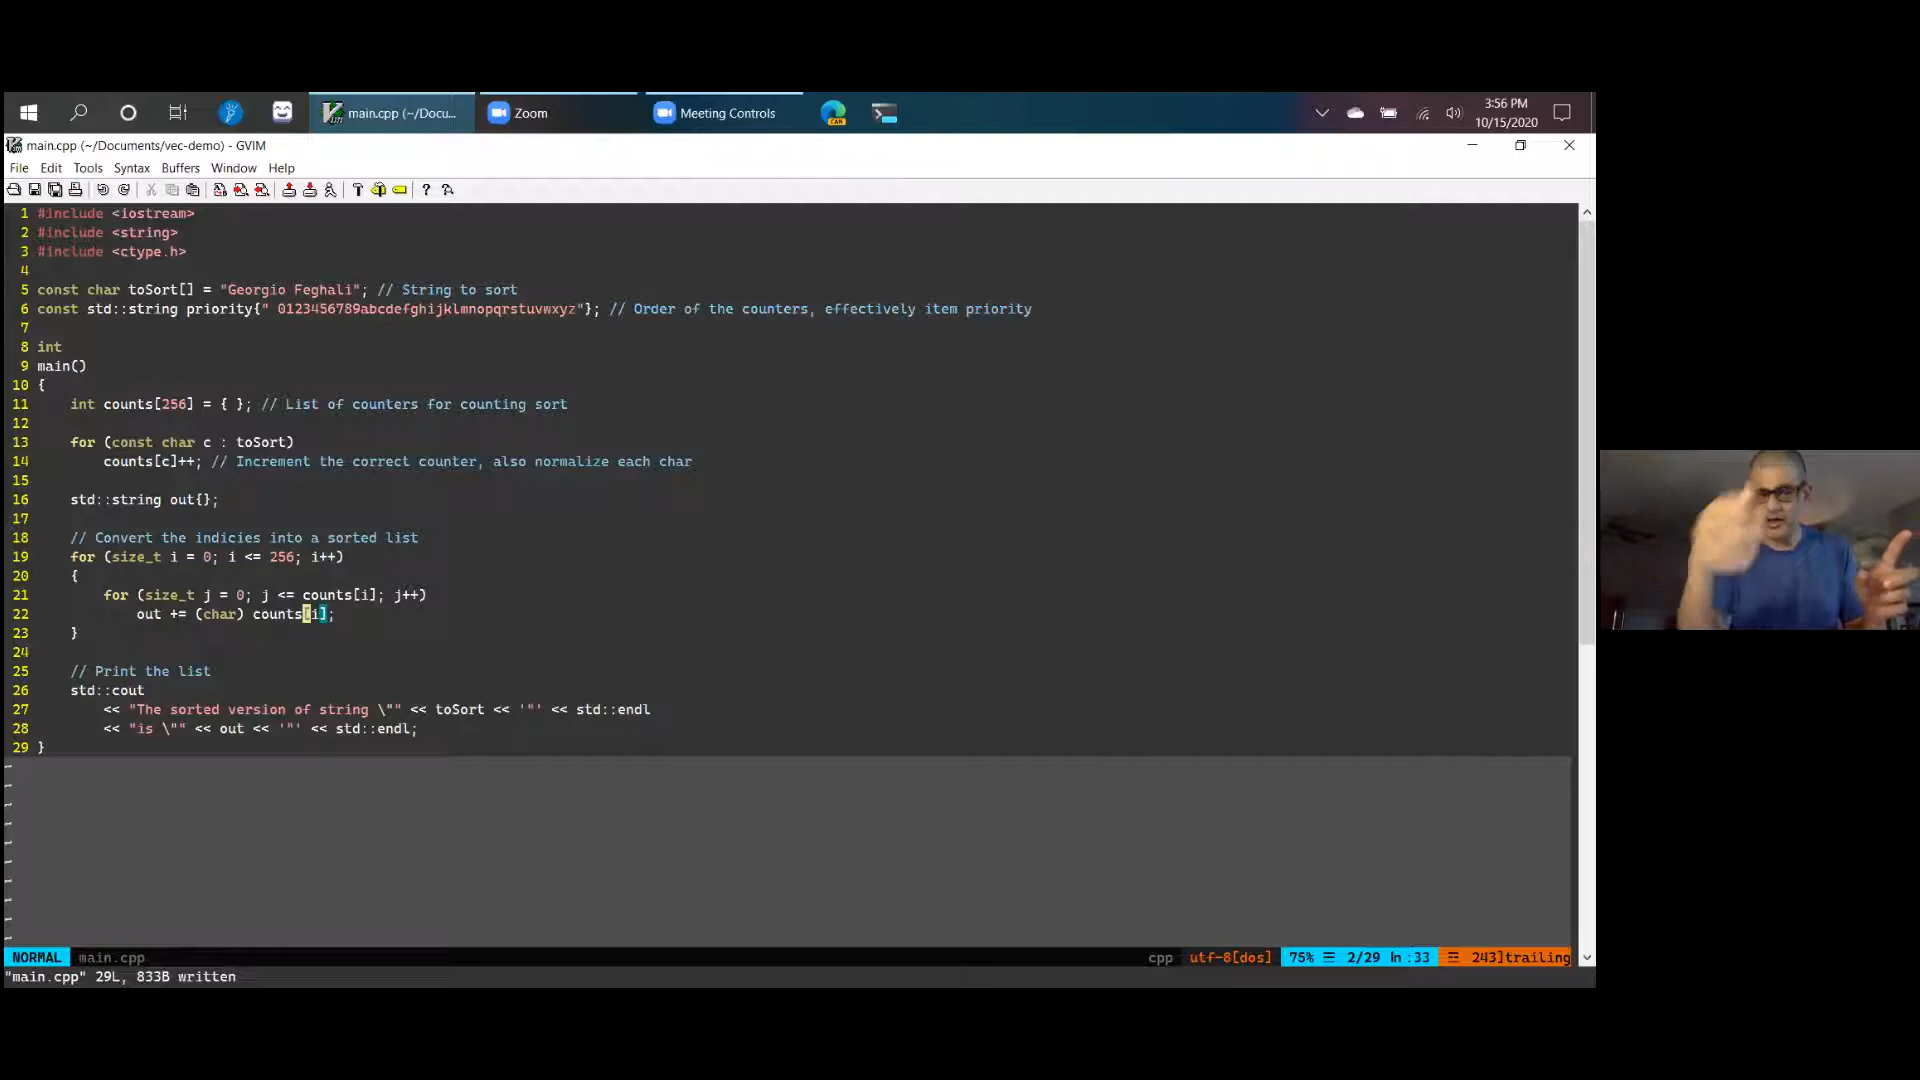 main.cpp (~/Docu...
Zoom
Meeting Controls
CAN
3:56 PM
10/15/2020
main.cpp (~/Documents/vec-demo) - GVIM
File Edit Tools Syntax Buffers Window Help
1 #include <iostream>
2 #include <string>
3 #include <ctype.h>
4
5 const char toSort[] = "Georgio Feghali"; // String to sort
6 const std::string priority{" 0123456789abcdefghijklmnopqrstuvwxyz"}; // Order of the counters, effectively item priority
7
8 int
9 main()
10 {
11 int counts[256] = { }; // List of counters for counting sort
12
13 for (const char c : toSort)
14 counts[c]++; // Increment the correct counter, also normalize each char
15
16 std::string out{};
17
18 // Convert the indicies into a sorted list
19 for (size_t i = 0; i <= 256; i++)
20 {
21 for (size_t j = 0; j <= counts[i]; j++)
22 out += (char) counts[i];
23 }
24
25 // Print the list
26 std::cout
27 << "The sorted version of string \"" << toSort << '"' << std::endl
28 << "is \"" << out << '"' << std::endl;
29 }
~
~
~
~
~
~
~
~
~
~
NORMAL main.cpp cpp utf-8[dos] 75% ☰ 2/29 ln :33 ☲ 243]trailing
"main.cpp" 29L, 833B written